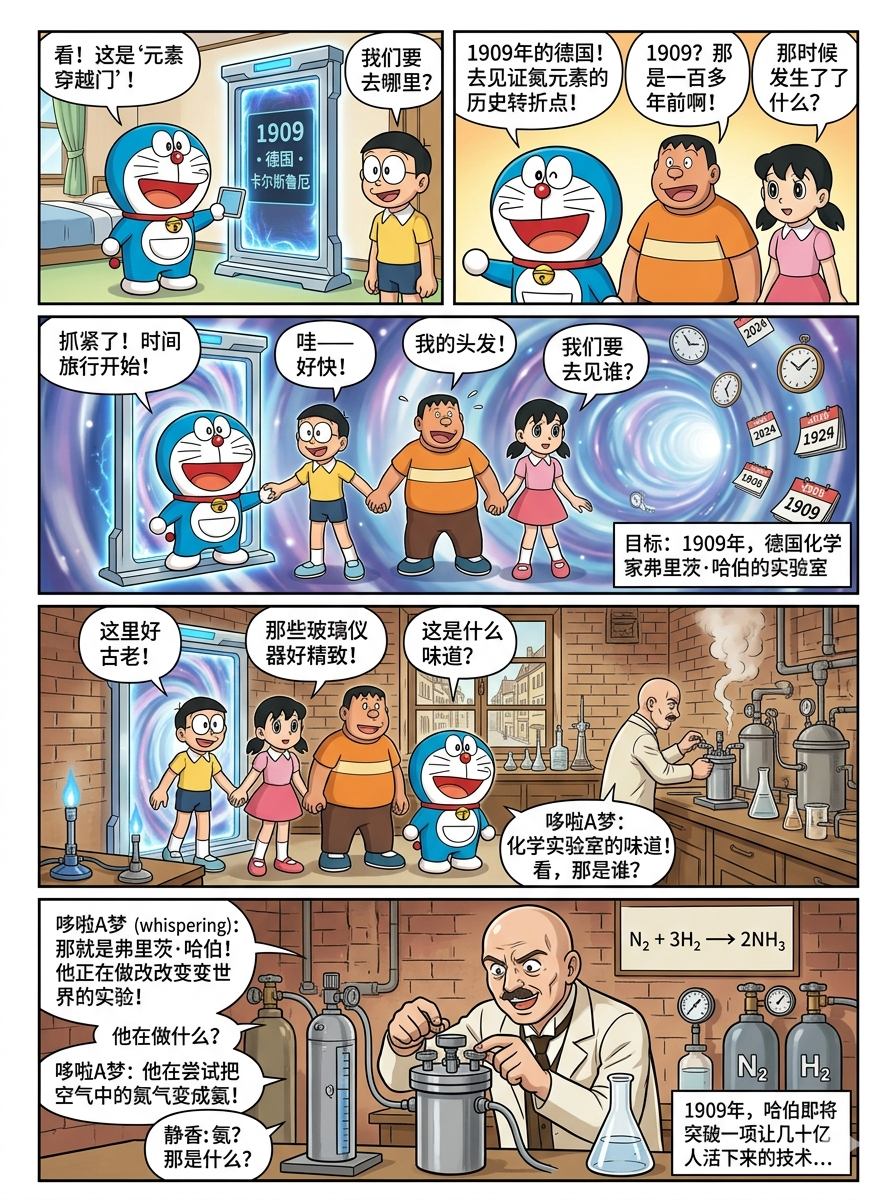 看！这是‘元素
穿越门’！
我们要
去哪里？
1909
·德国·
卡尔斯鲁厄
1909年的德国！
去见证氮元素的
历史转折点！
1909？那
是一百多
年前啊！
那时候
发生了了
什么？
抓紧了！时间
旅行开始！
哇——
好快！
我的头发！
我们要
去见谁？
2026
2024
1924
1909
目标：1909年，德国化学
家弗里茨·哈伯的实验室
这里好
古老！
那些玻璃仪
器好精致！
这是什么
味道？
哆啦A梦：
化学实验室的味道！
看，那是谁？
哆啦A梦 (whispering)：
那就是弗里茨·哈伯！
他正在做改改变变世
界的实验！
他在做什么？
哆啦A梦：他在尝试把
空气中的氮气变成氨！
静香：氨？
那是什么？
N₂ + 3H₂ ⟶ 2NH₃
N₂
H₂
1909年，哈伯即将
突破一项让几十亿
人活下来的技术…